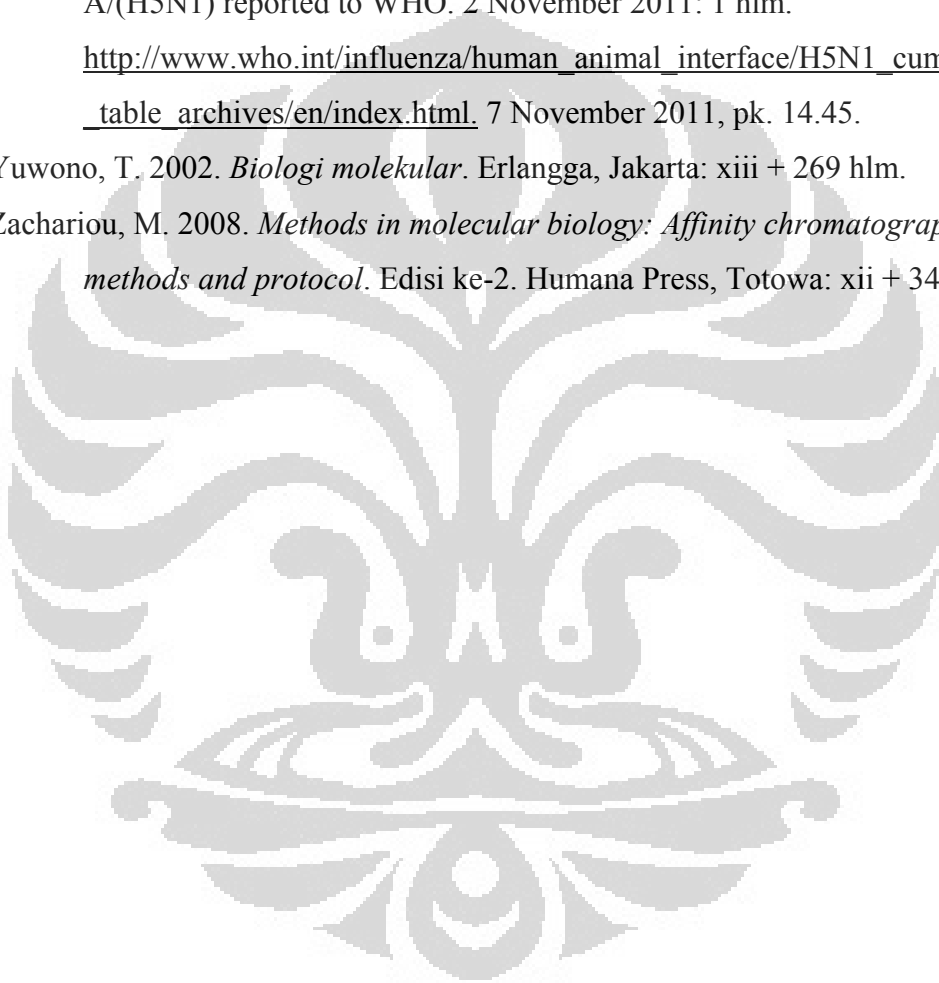 A/(H5N1) reported to WHO. 2 November 2011: 1 hlm.
http://www.who.int/influenza/human_animal_interface/H5N1_cum
_table_archives/en/index.html. 7 November 2011, pk. 14.45.
Yuwono, T. 2002. Biologi molekular. Erlangga, Jakarta: xiii + 269 hlm.
Zachariou, M. 2008. Methods in molecular biology: Affinity chromatograp
methods and protocol. Edisi ke-2. Humana Press, Totowa: xii + 34